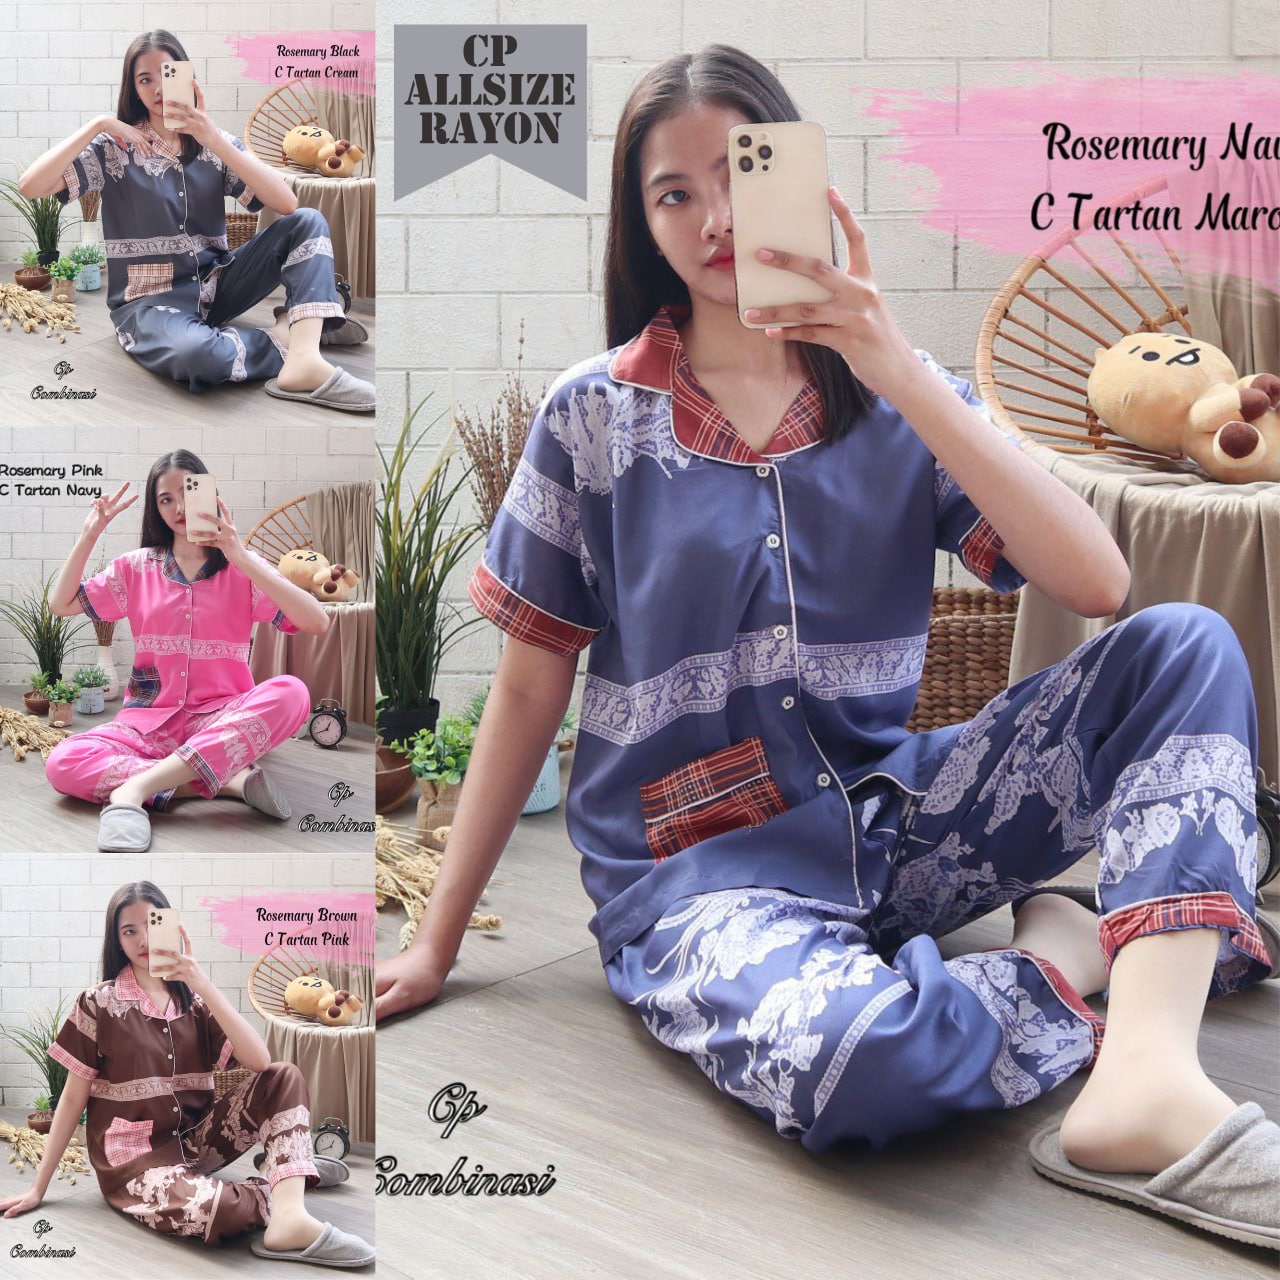 Rosemary Black
C Tartan Cream
Cp
Combinasi
Rosemary Pink
C Tartan Navy
Cp
Combinas
Rosemary Brown
C Tartan Pink
Cp
Combinasi
CP
ALLSIZE
RAYON
Rosemary Nav
C Tartan Maro
Cp
Combinasi